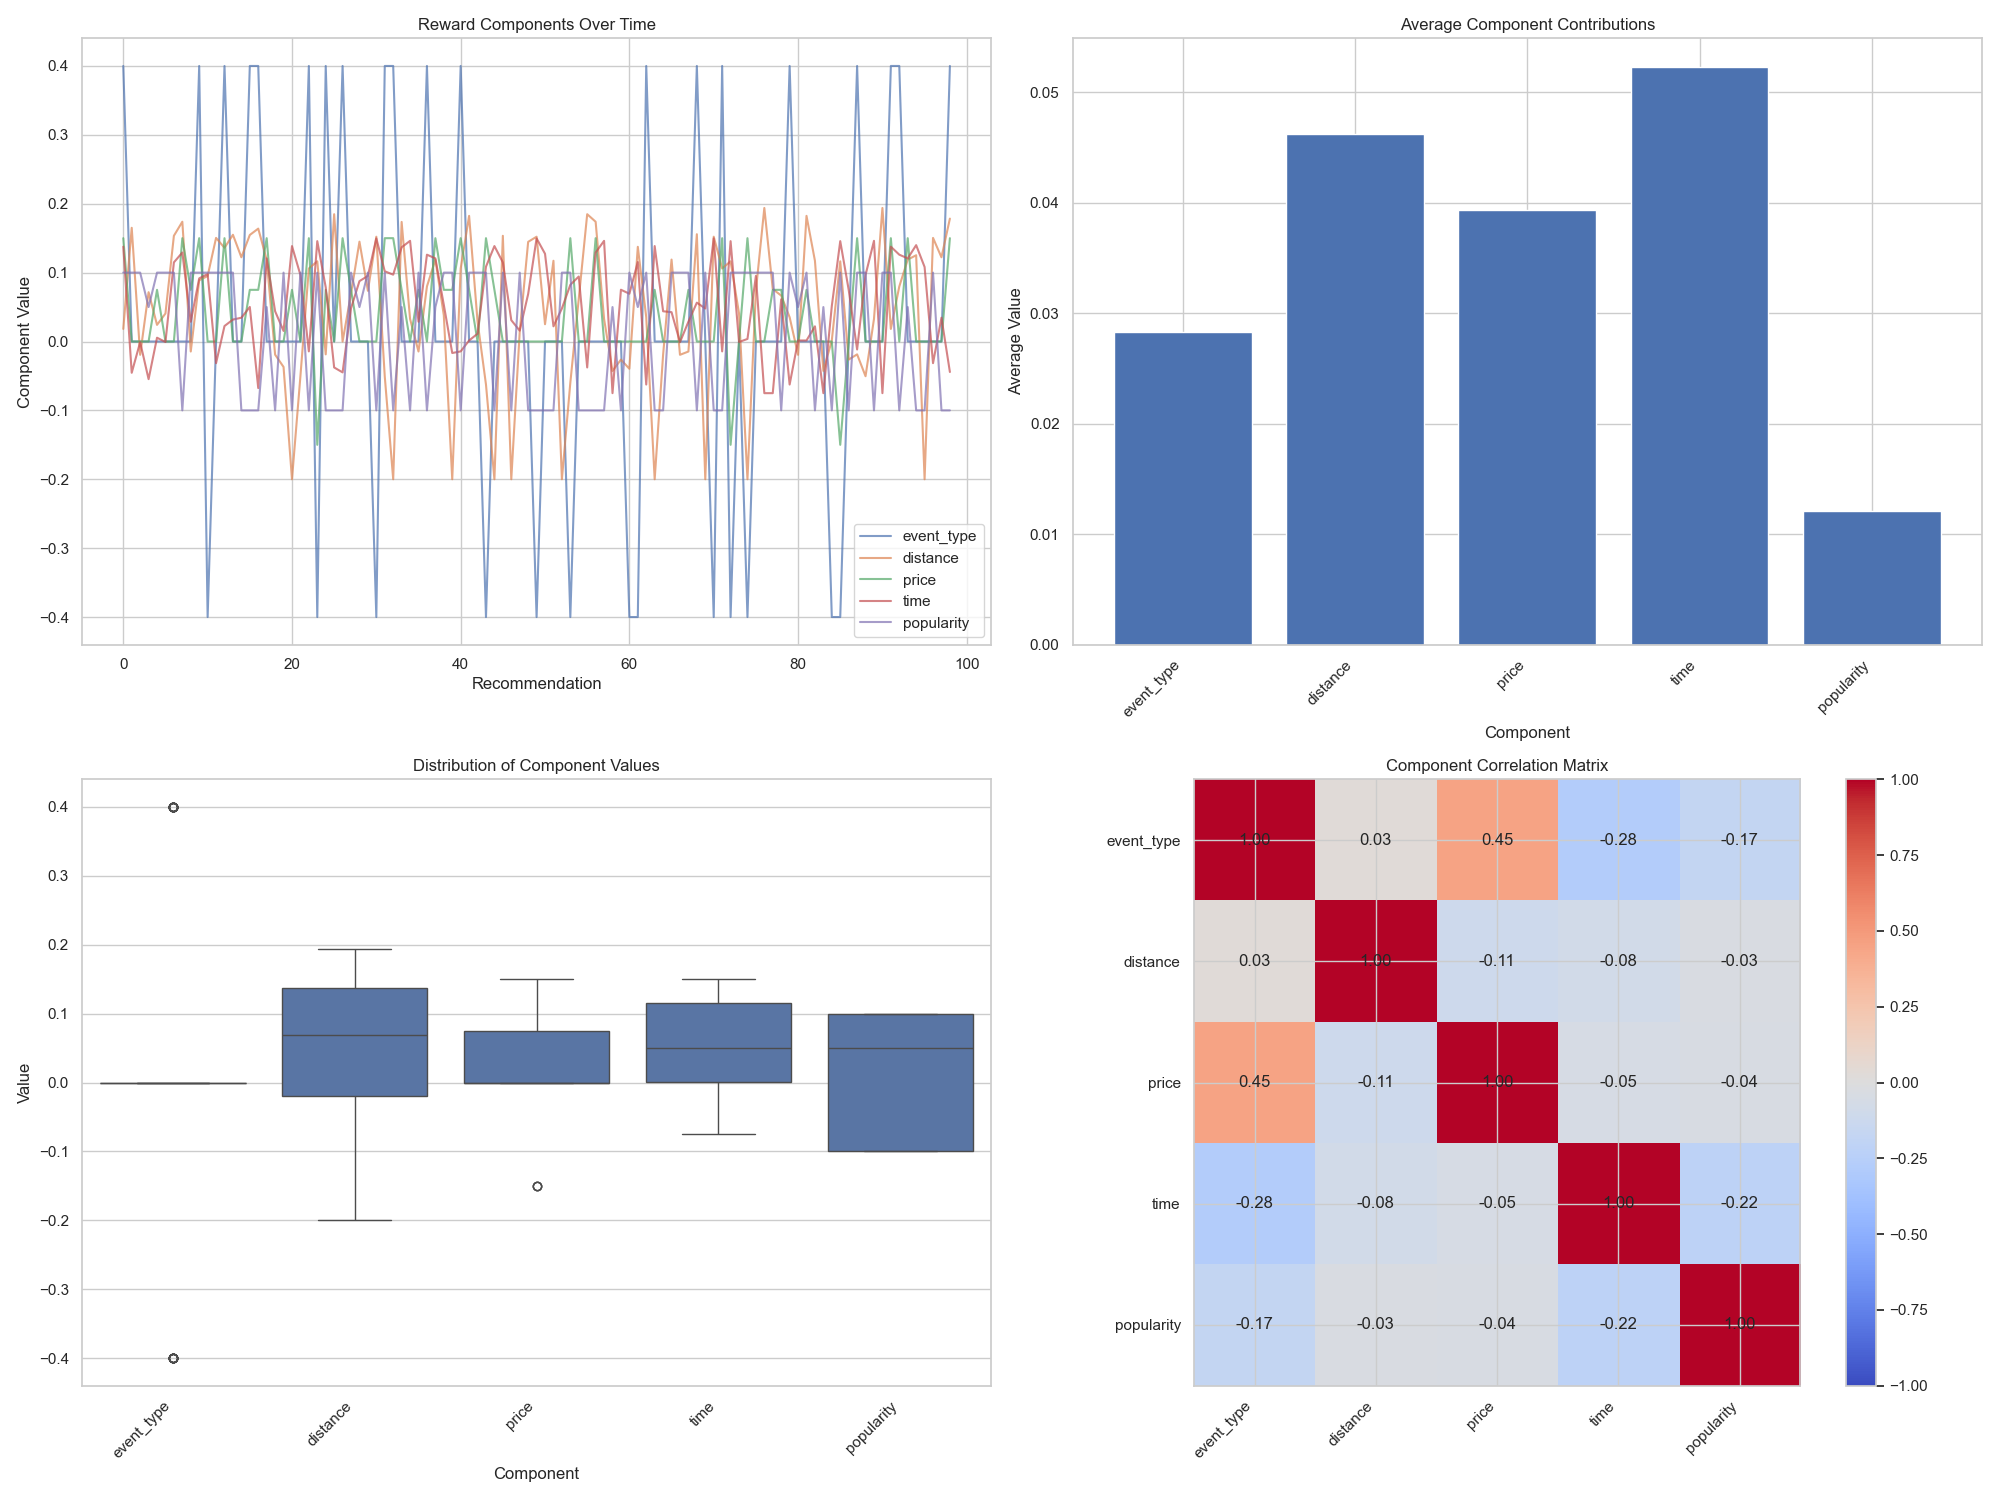 Reward Components Over Time
Component Value
0.4
0.3
0.2
0.1
0.0
−0.1
−0.2
−0.3
−0.4
event_type
distance
price
time
popularity
0
20
40
60
80
100
Recommendation
Average Component Contributions
Average Value
0.05
0.04
0.03
0.02
0.01
0.00
event_type
distance
price
time
popularity
Component
Distribution of Component Values
Value
0.4
0.3
0.2
0.1
0.0
−0.1
−0.2
−0.3
−0.4
event_type
distance
price
time
popularity
Component
Component Correlation Matrix
event_type 1.00 0.03 0.45 -0.28 -0.17
distance 0.03 1.00 -0.11 -0.08 -0.03
price 0.45 -0.11 1.00 -0.05 -0.04
time -0.28 -0.08 -0.05 1.00 -0.22
popularity -0.17 -0.03 -0.04 -0.22 1.00
event_type
distance
price
time
popularity
1.00
0.75
0.50
0.25
0.00
−0.25
−0.50
−0.75
−1.00